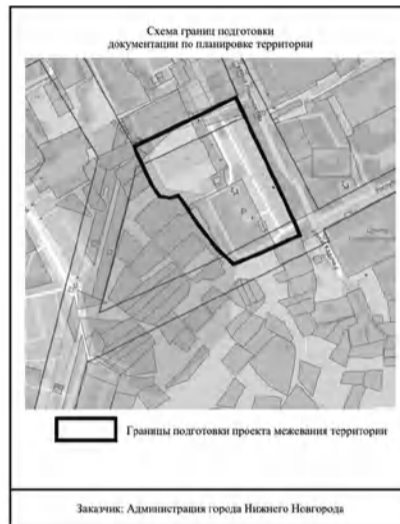 Схема границ подготовки
документации по планировке территории
Границы подготовки проекта межевания территории
Заказчик: Администрация города Нижнего Новгорода